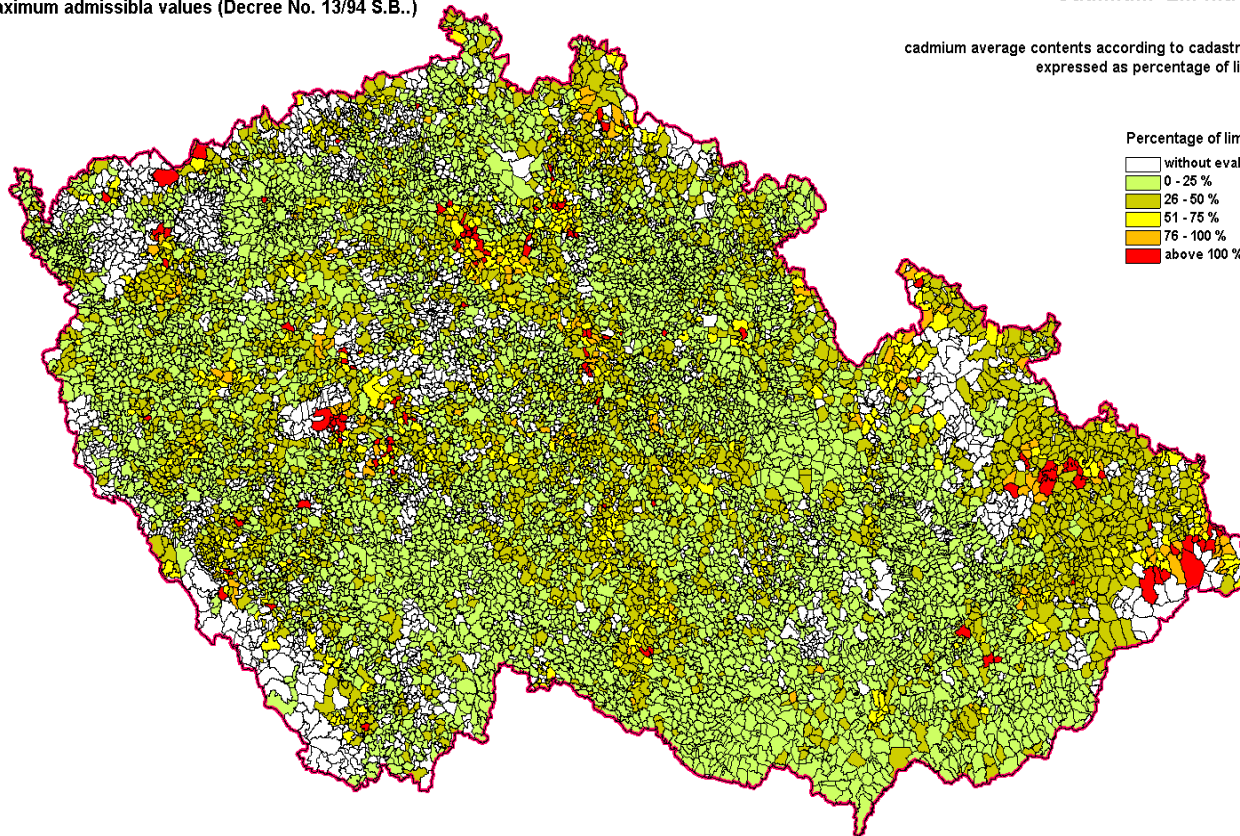 aximum admissibla values (Decree No. 13/94 S.B..)
cadmium average contents according to cadastr
expressed as percentage of li
Percentage of lim
without eval
0 - 25 %
26 - 50 %
51 - 75 %
76 - 100 %
above 100 %